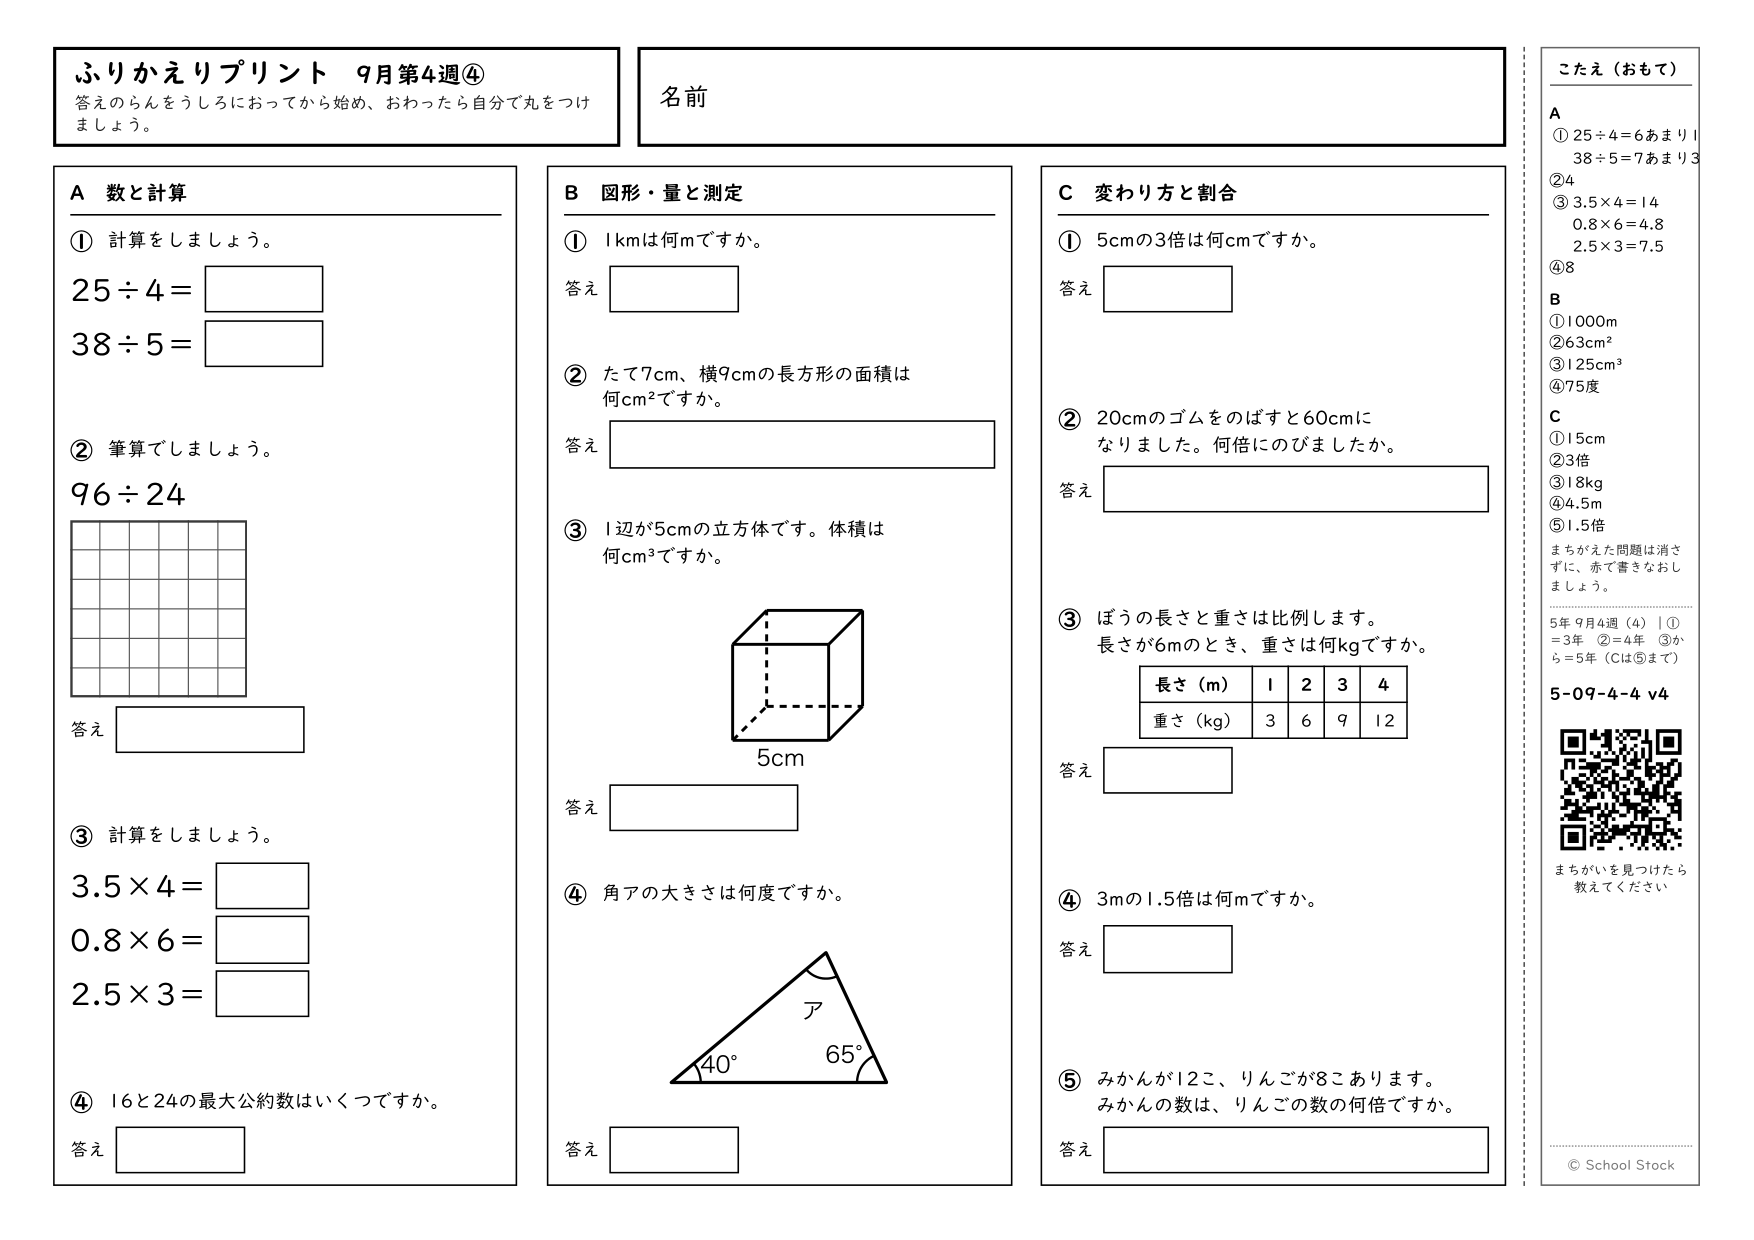 ふりかえりプリント　9月第4週④
答えのらんをうしろにおってから始め、おわったら自分で丸をつけ
ましょう。
名前
A　数と計算
① 計算をしましょう。
25÷4＝
38÷5＝
② 筆算でしましょう。
96÷24
答え
③ 計算をしましょう。
3.5×4＝
0.8×6＝
2.5×3＝
④ 16と24の最大公約数はいくつですか。
答え
B　図形・量と測定
① 1kmは何mですか。
答え
② たて7cm、横9cmの長方形の面積は
何cm²ですか。
答え
③ 1辺が5cmの立方体です。体積は
何cm³ですか。
5cm
答え
④ 角アの大きさは何度ですか。
ア
40°
65°
答え
C　変わり方と割合
① 5cmの3倍は何cmですか。
答え
② 20cmのゴムをのばすと60cmに
なりました。何倍にのびましたか。
答え
③ ぼうの長さと重さは比例します。
長さが6mのとき、重さは何kgですか。
長さ（m） 1 2 3 4
重さ（kg） 3 6 9 12
答え
④ 3mの1.5倍は何mですか。
答え
⑤ みかんが12こ、りんごが8こあります。
みかんの数は、りんごの数の何倍ですか。
答え
こたえ（おもて）
A
① 25÷4＝6あまり1
38÷5＝7あまり3
②4
③ 3.5×4＝14
0.8×6＝4.8
2.5×3＝7.5
④8
B
①1000m
②63cm²
③125cm³
④75度
C
①15cm
②3倍
③18kg
④4.5m
⑤1.5倍
まちがえた問題は消さ
ずに、赤で書きなおし
ましょう。
5年 9月4週（4）｜①
＝3年　②＝4年　③か
ら＝5年（Cは⑤まで）
5-09-4-4 v4
まちがいを見つけたら
教えてください
© School Stock